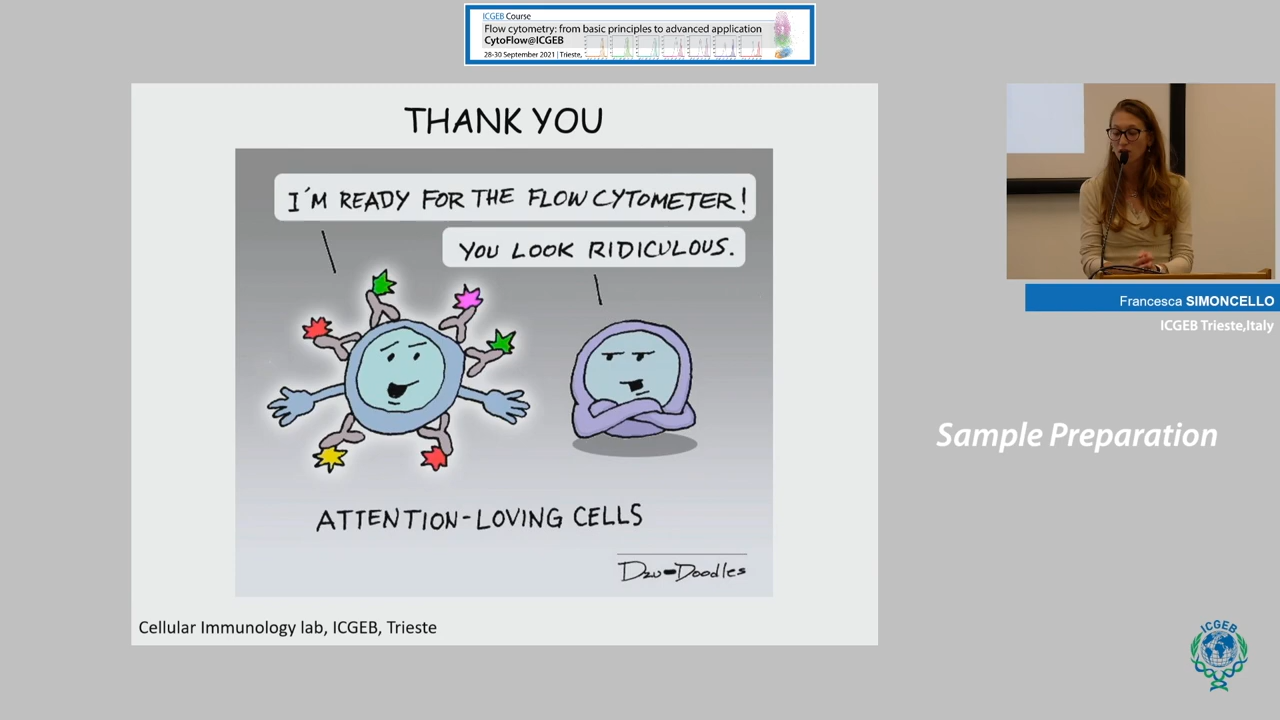 ICGEB Course
Flow cytometry: from basic principles to advanced application
CytoFlow@ICGEB
28-30 September 2021 | Trieste,
THANK YOU
I'M READY FOR THE FLOW CYTOMETER!
YOU LOOK RIDICULOUS.
ATTENTION-LOVING CELLS
Dzu-Doodles
Cellular Immunology lab, ICGEB, Trieste
Francesca SIMONCELLO
ICGEB Trieste,Italy
Sample Preparation
ICGEB